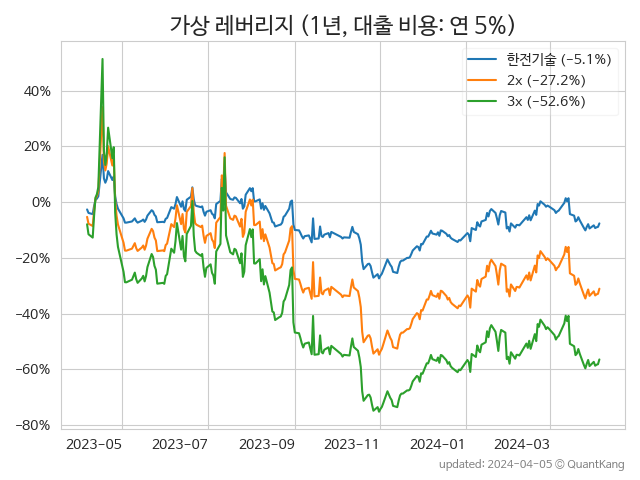 가상 레버리지 (1년, 대출 비용: 연 5%)
한전기술 (−5.1%)
2x (−27.2%)
3x (−52.6%)
40%
20%
0%
−20%
−40%
−60%
−80%
2023-05 2023-07 2023-09 2023-11 2024-01 2024-03
updated: 2024-04-05 © QuantKang